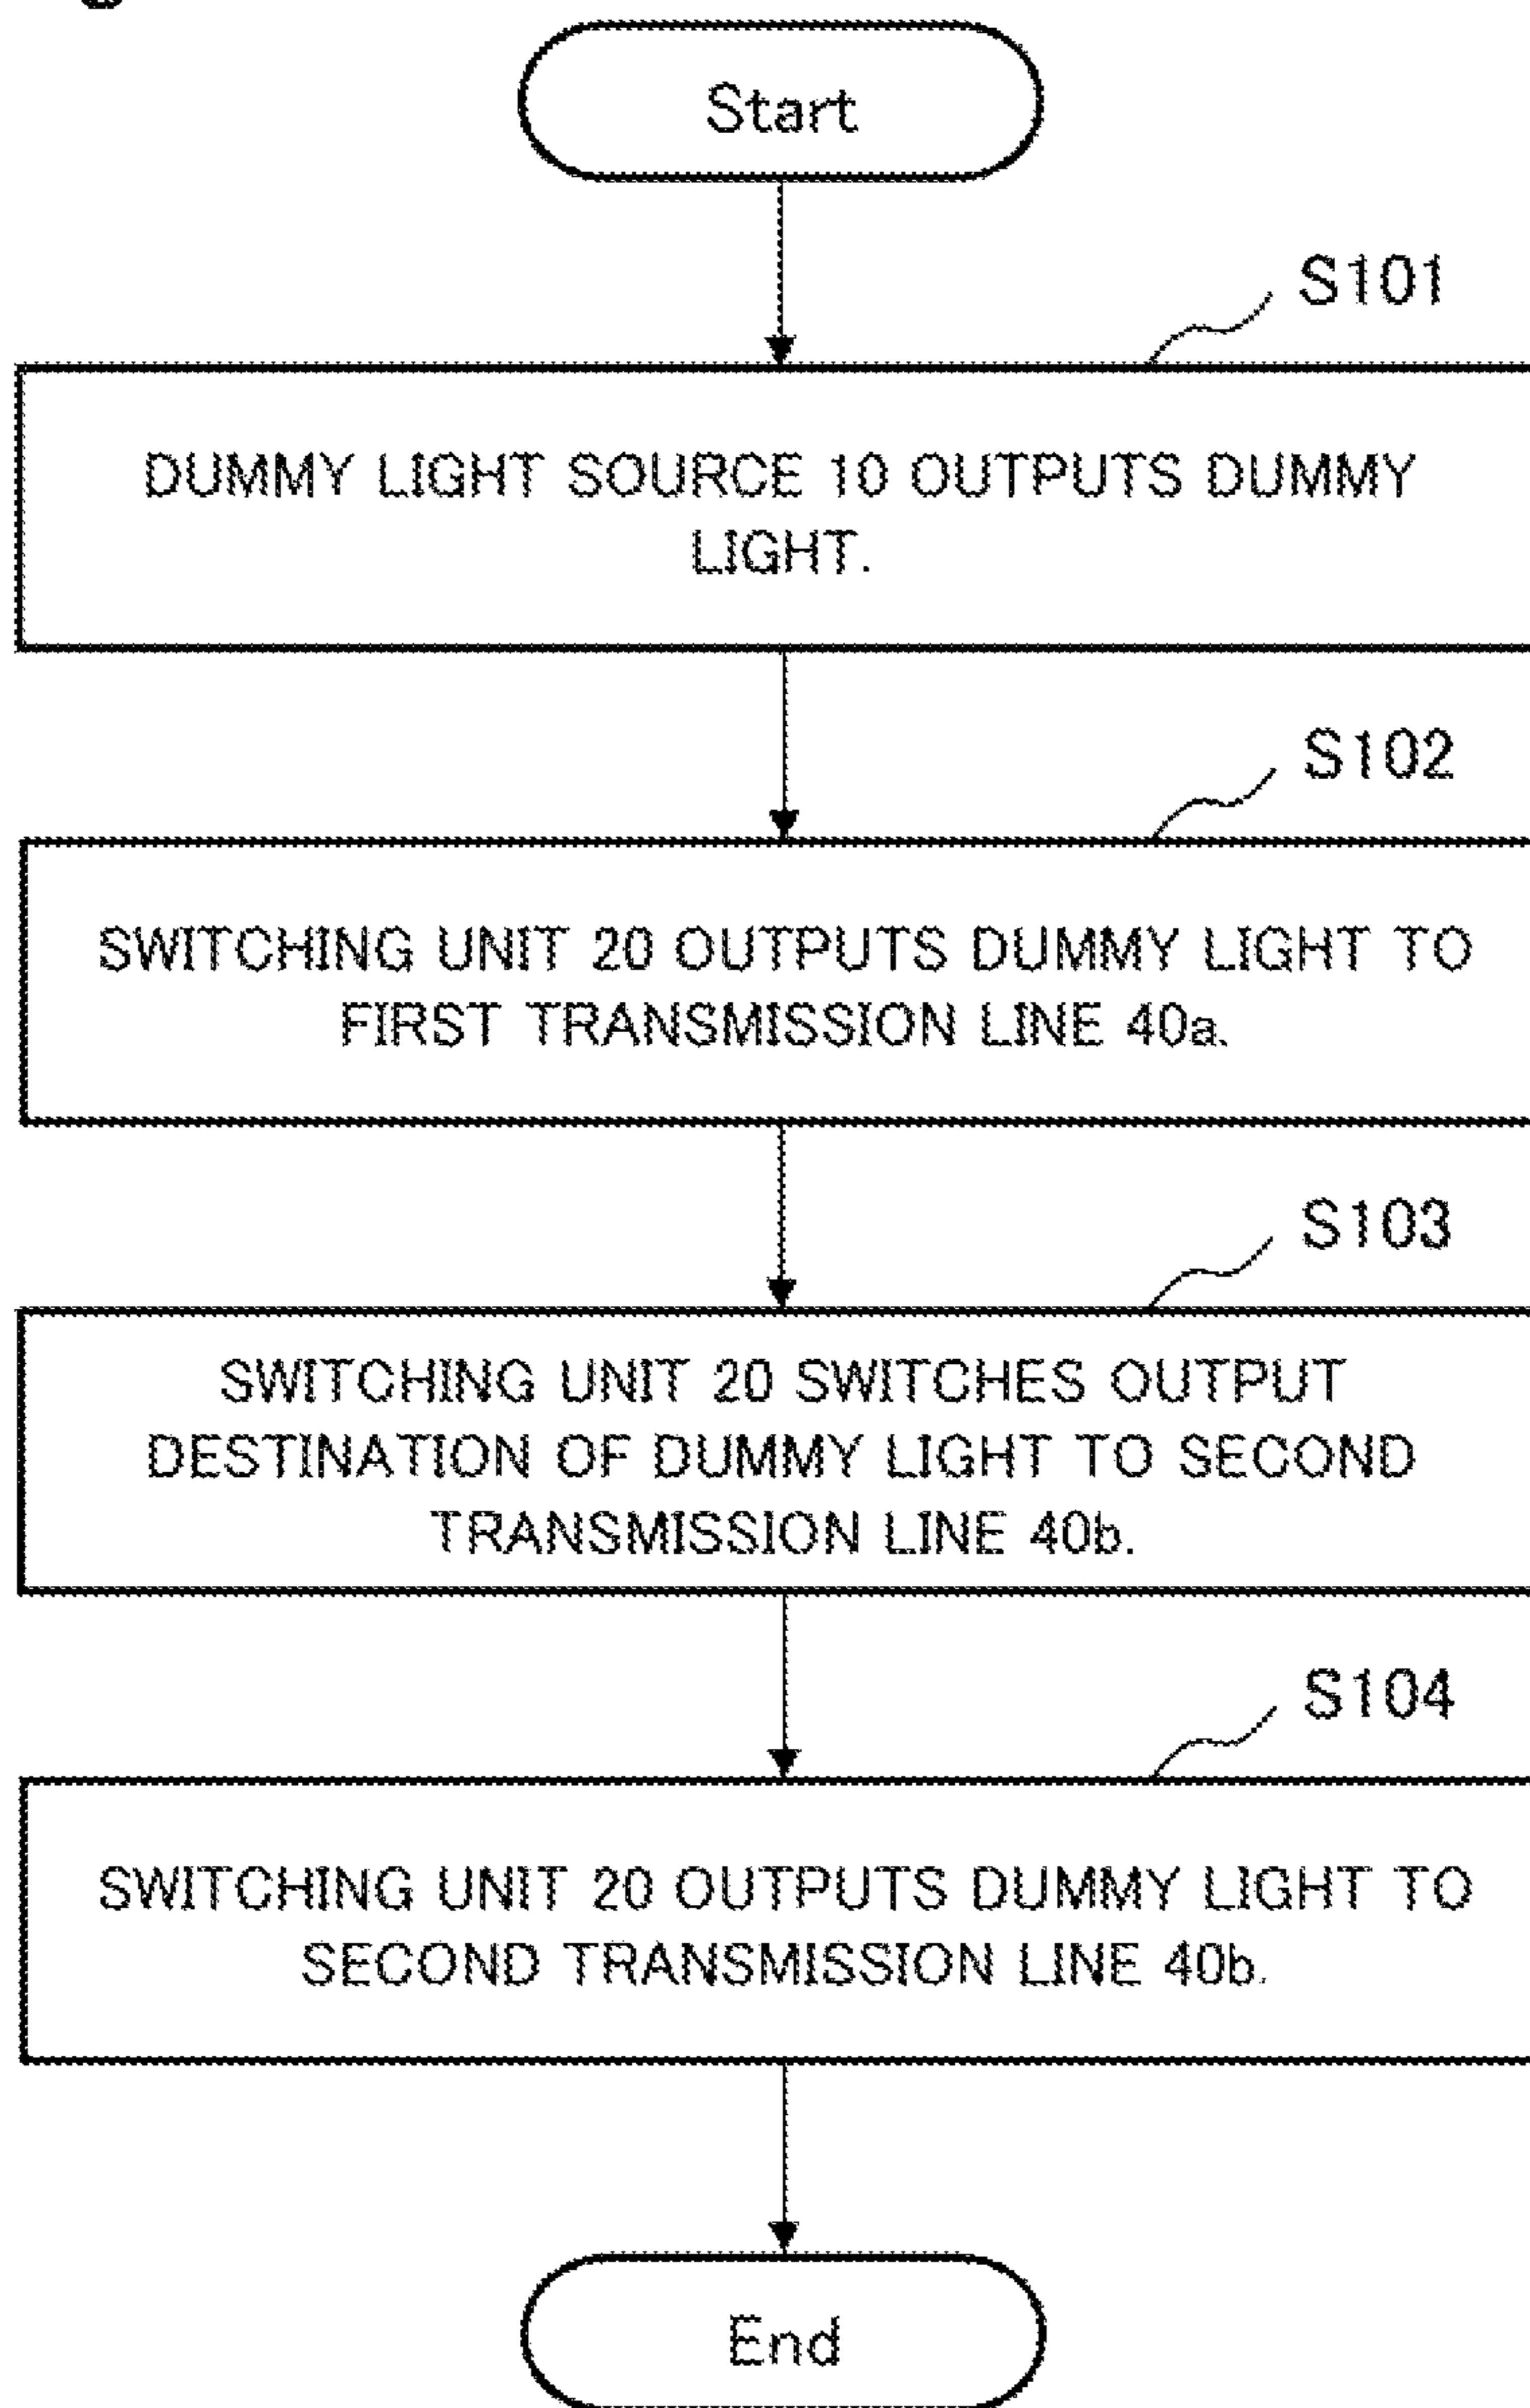 Start
S101
DUMMY LIGHT SOURCE 10 OUTPUTS DUMMY
LIGHT.
S102
SWITCHING UNIT 20 OUTPUTS DUMMY LIGHT TO
FIRST TRANSMISSION LINE 40a.
S103
SWITCHING UNIT 20 SWITCHES OUTPUT
DESTINATION OF DUMMY LIGHT TO SECOND
TRANSMISSION LINE 40b.
S104
SWITCHING UNIT 20 OUTPUTS DUMMY LIGHT TO
SECOND TRANSMISSION LINE 40b.
End